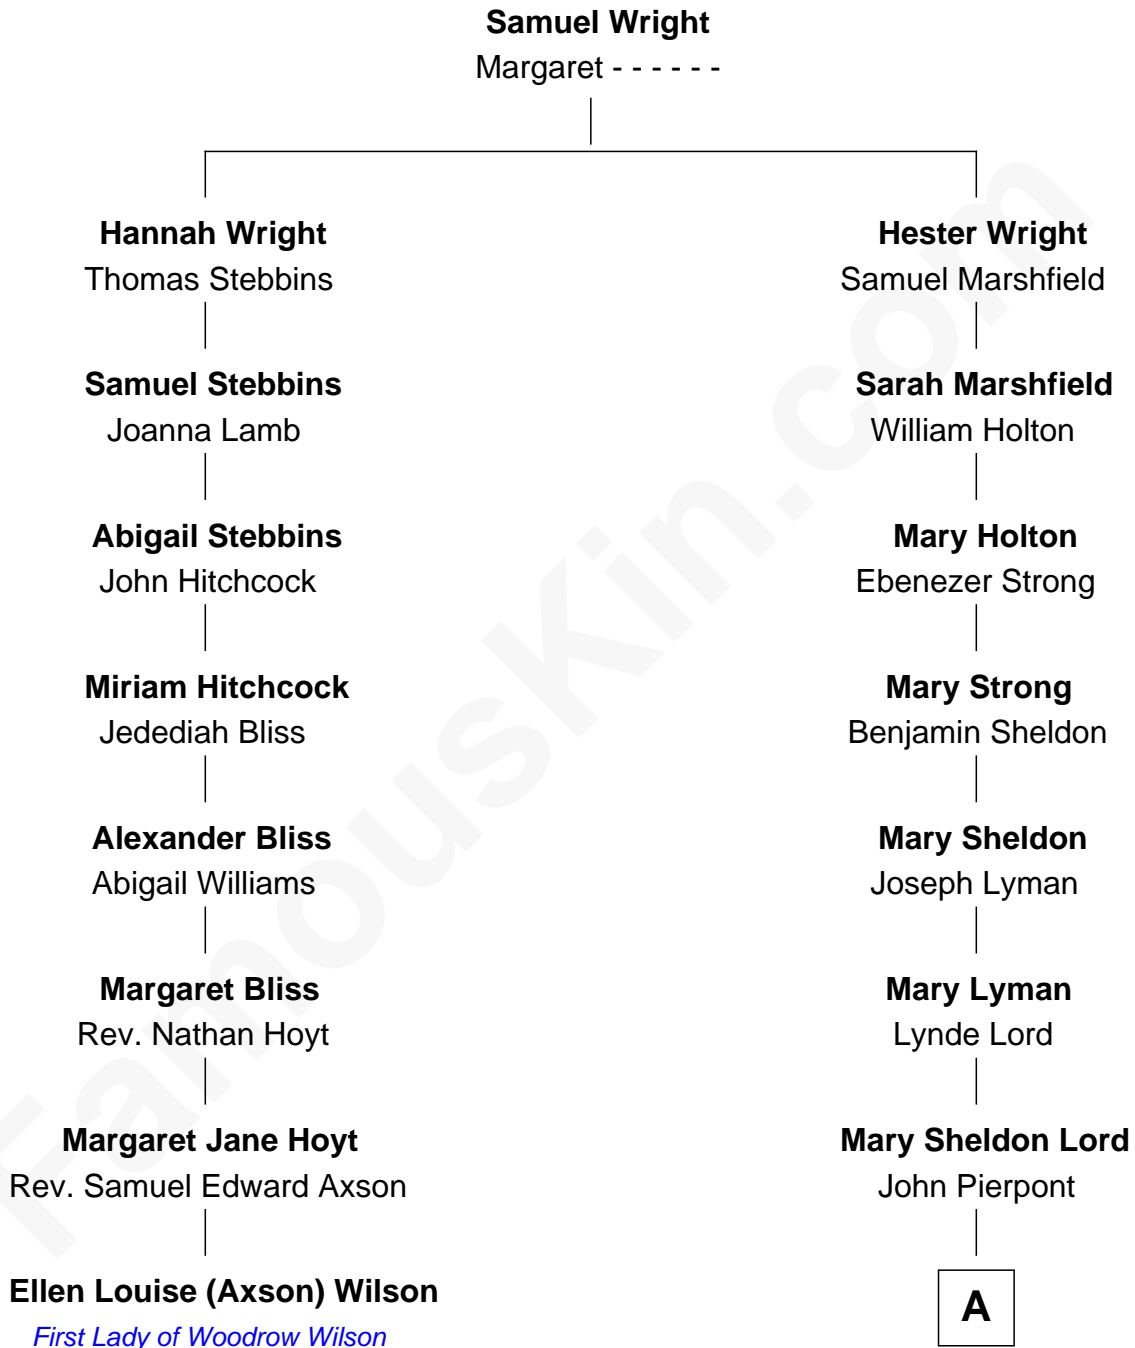 Samuel Wright
Margaret - - - - - -
Hannah Wright
Thomas Stebbins
Samuel Stebbins
Joanna Lamb
Abigail Stebbins
John Hitchcock
Miriam Hitchcock
Jedediah Bliss
Alexander Bliss
Abigail Williams
Margaret Bliss
Rev. Nathan Hoyt
Margaret Jane Hoyt
Rev. Samuel Edward Axson
Ellen Louise (Axson) Wilson
First Lady of Woodrow Wilson
Hester Wright
Samuel Marshfield
Sarah Marshfield
William Holton
Mary Holton
Ebenezer Strong
Mary Strong
Benjamin Sheldon
Mary Sheldon
Joseph Lyman
Mary Lyman
Lynde Lord
Mary Sheldon Lord
John Pierpont
A
FamousKin.com